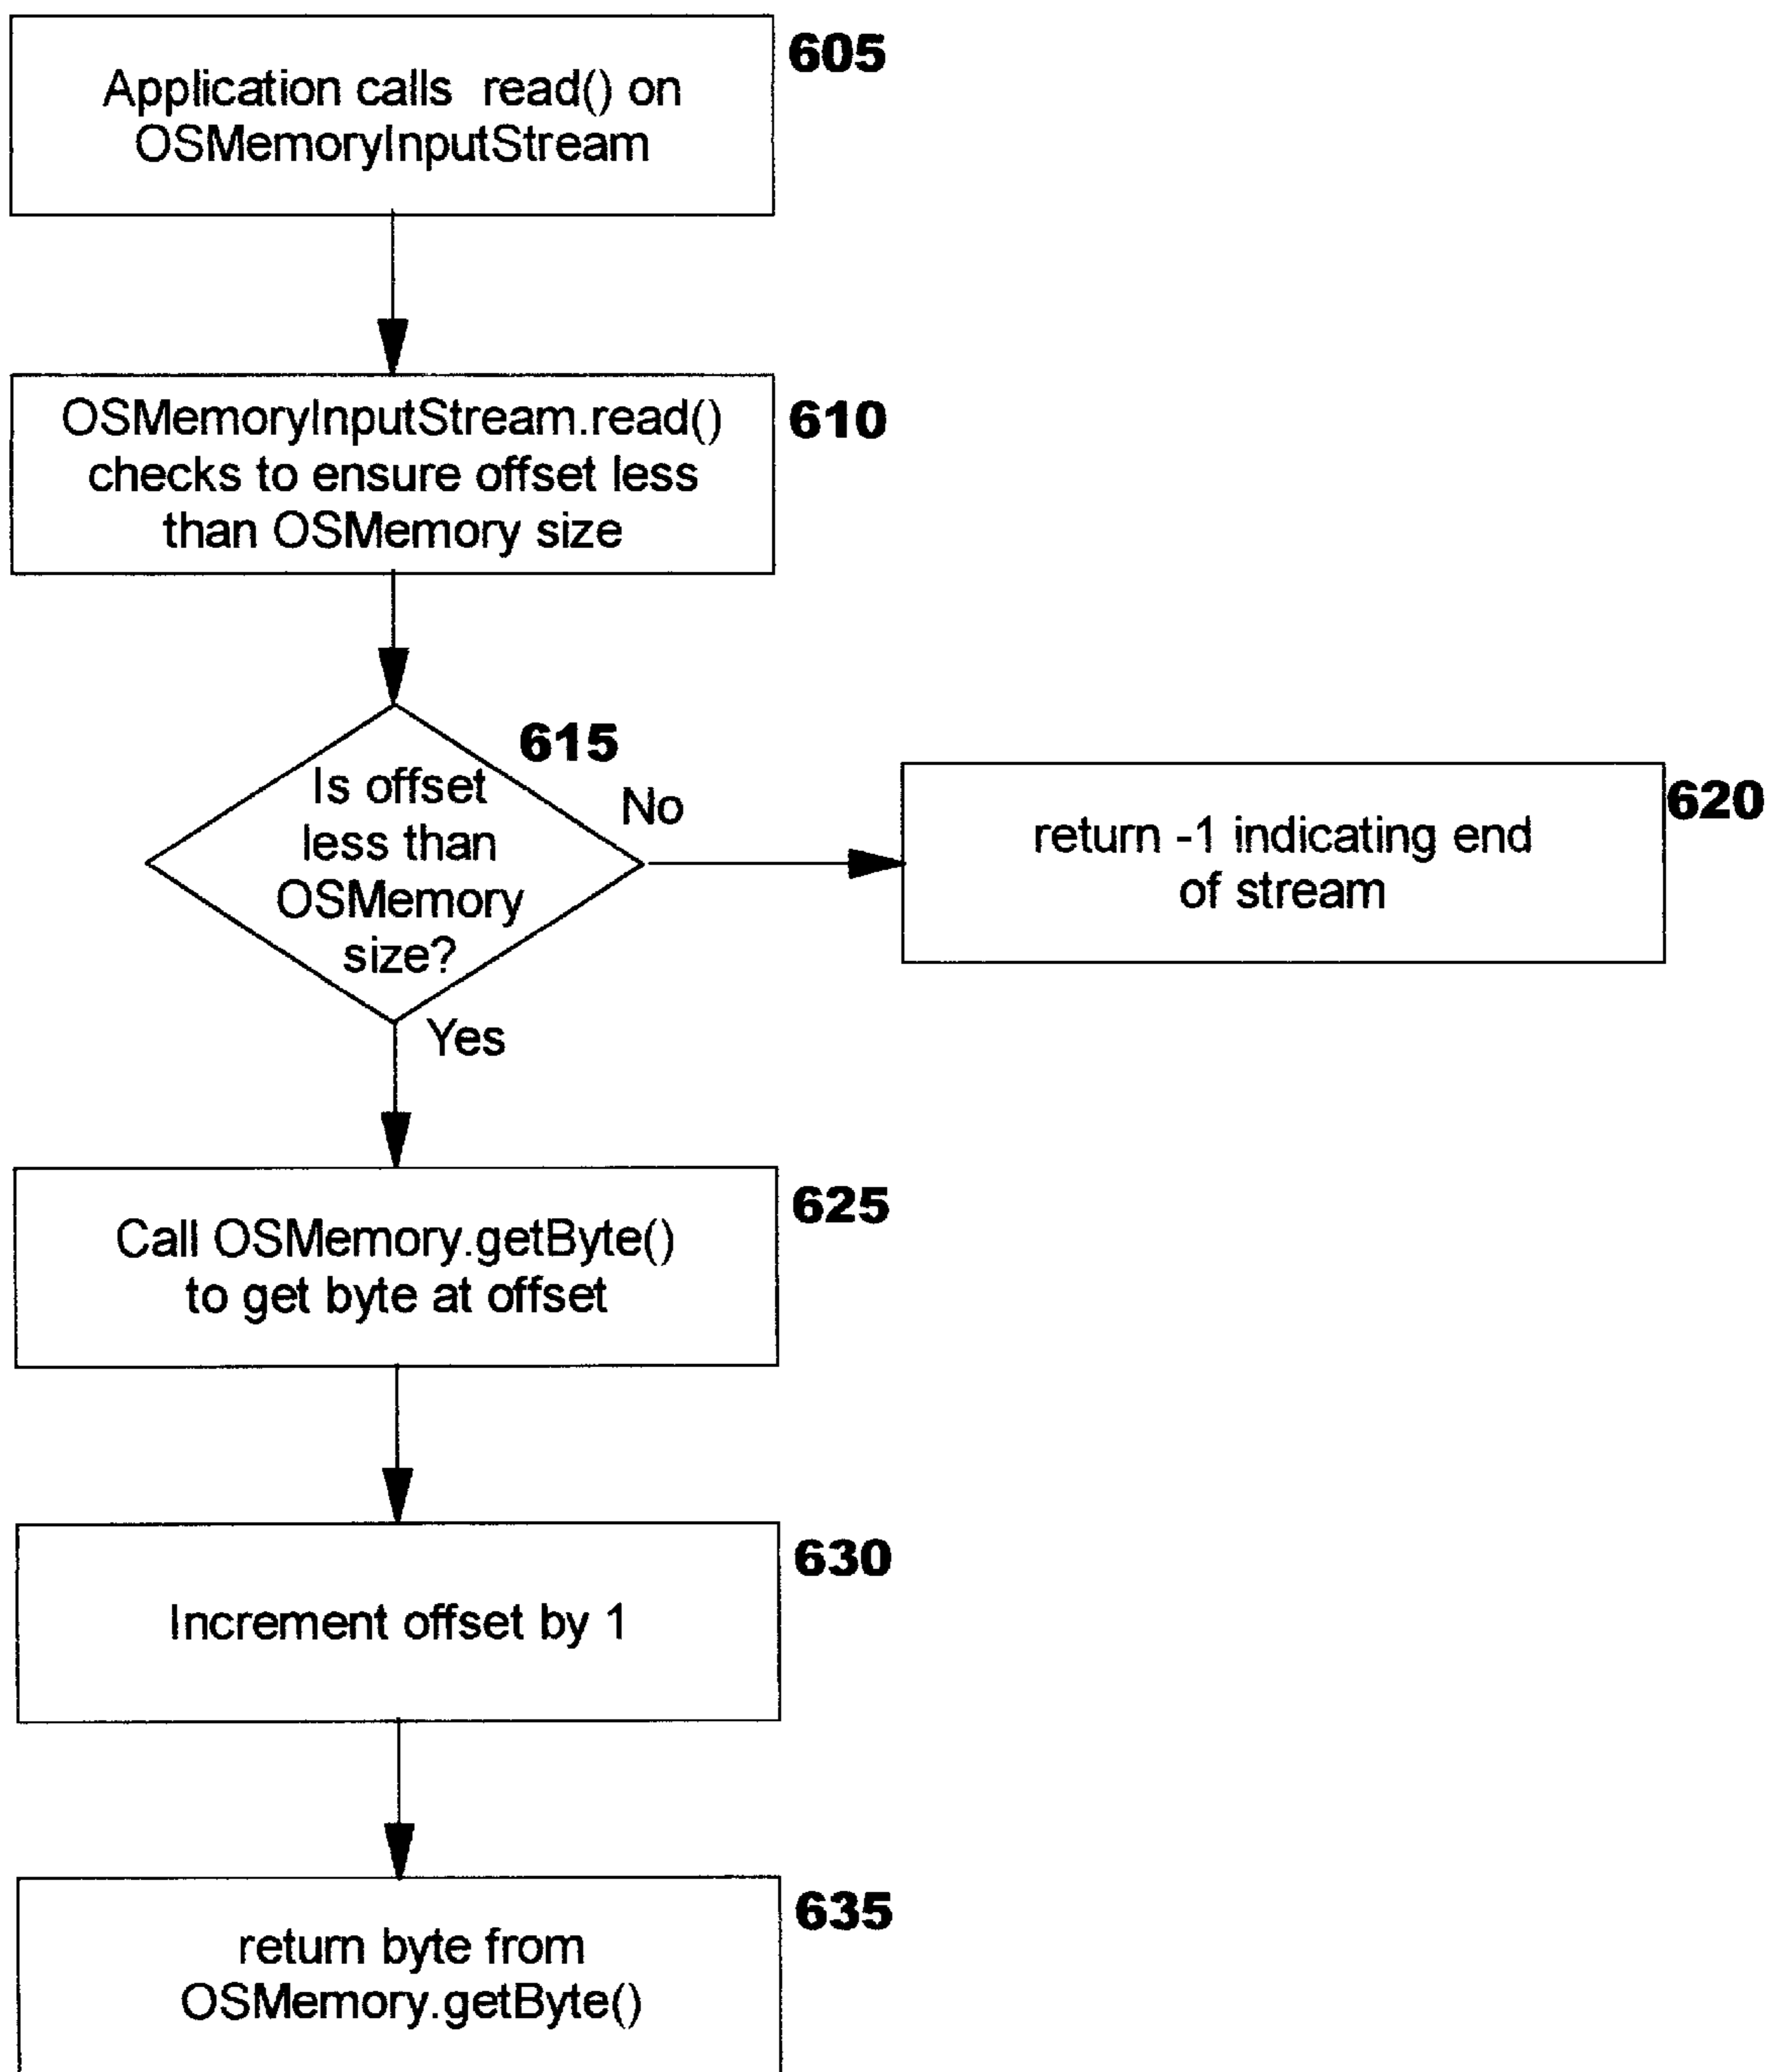 605
Application calls read() on
OSMemoryInputStream
610
OSMemoryInputStream.read()
checks to ensure offset less
than OSMemory size
615
Is offset
less than
OSMemory
size?
No
620
return -1 indicating end
of stream
Yes
625
Call OSMemory.getByte()
to get byte at offset
630
Increment offset by 1
635
return byte from
OSMemory.getByte()